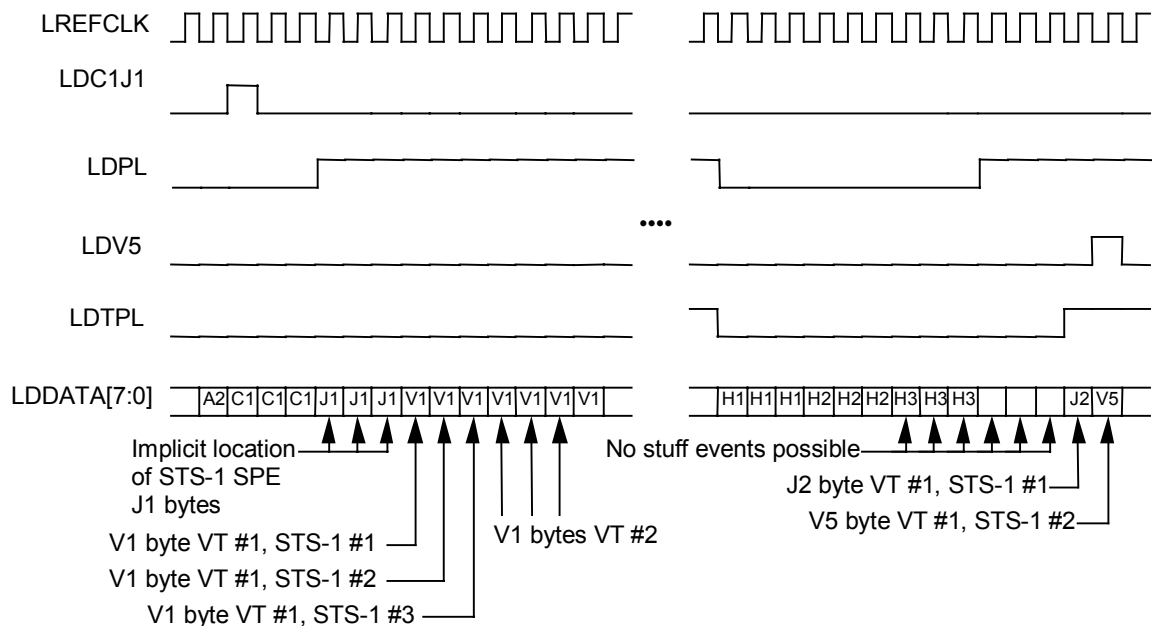 LREFCLK
LDC1J1
LDPL
....
LDV5
LDTPL
LDDATA[7:0]
A2 C1 C1 C1 J1 J1 J1 V1 V1 V1 V1 V1 V1 V1
H1 H1 H1 H2 H2 H2 H3 H3 H3 J2 V5
Implicit location
of STS-1 SPE
J1 bytes
No stuff events possible
J2 byte VT #1, STS-1 #1
V5 byte VT #1, STS-1 #2
V1 bytes VT #2
V1 byte VT #1, STS-1 #1
V1 byte VT #1, STS-1 #2
V1 byte VT #1, STS-1 #3